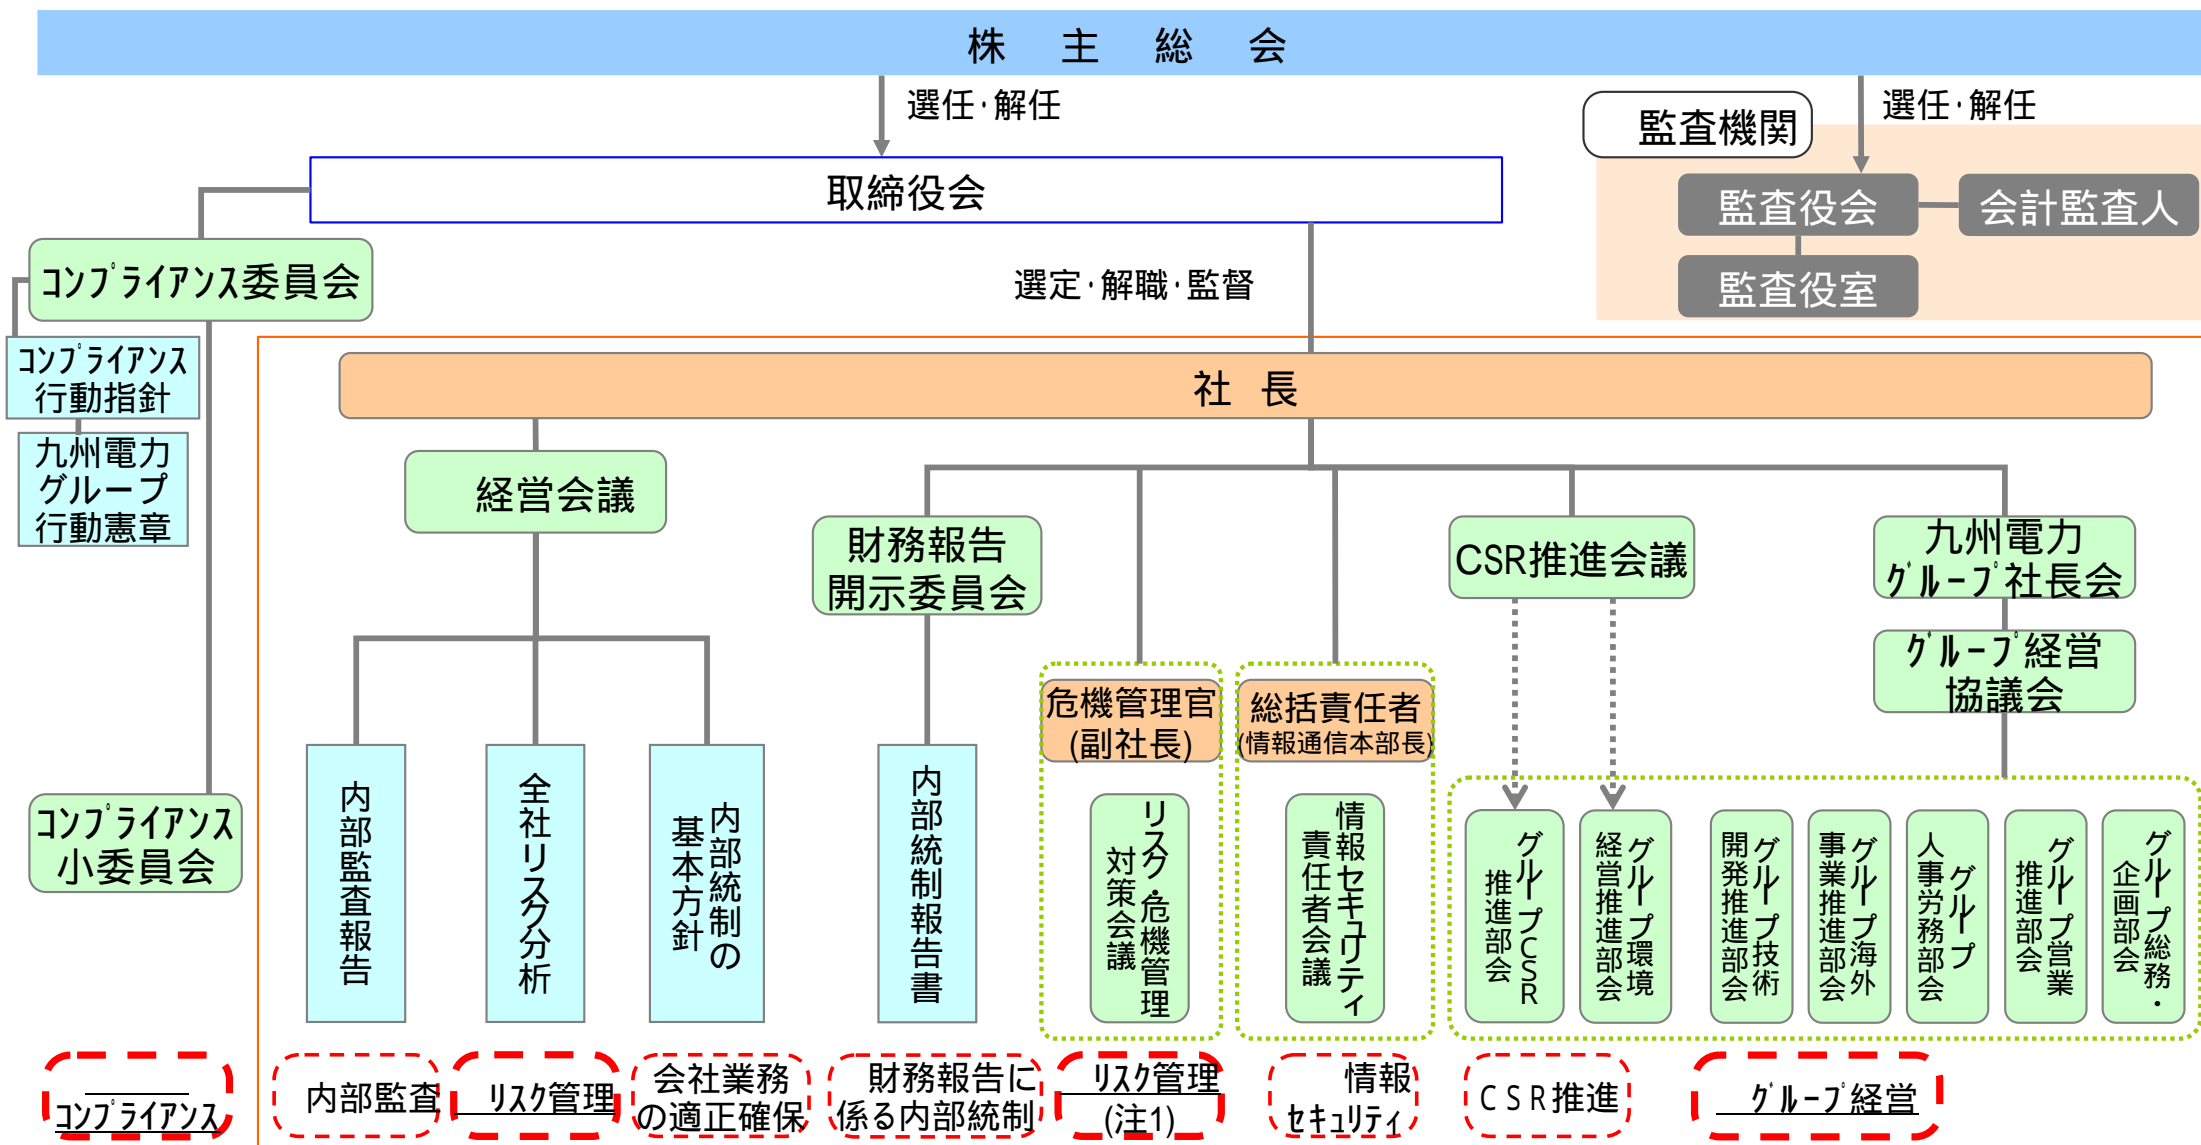 株 主 総 会
選任・解任
監査機関
選任・解任
取締役会
監査役会
会計監査人
監査役室
コンプライアンス委員会
選定・解職・監督
コンプライアンス
行動指針
九州電力
グループ
行動憲章
社 長
経営会議
財務報告
開示委員会
CSR推進会議
九州電力
グループ社長会
グループ経営
協議会
危機管理官
(副社長)
総括責任者
(情報通信本部長)
コンプライアンス
小委員会
内部監査報告
全社リスク分析
内部統制の
基本方針
内部統制報告書
リスク・危機管理
対策会議
情報セキュリティ
責任者会議
グループCSR
推進部会
グループ環境
経営推進部会
グループ技術
開発推進部会
グループ海外
事業推進部会
グループ
人事労務部会
グループ営業
推進部会
グループ総務・
企画部会
コンプライアンス
内部監査
リスク管理
会社業務
の適正確保
財務報告に
係る内部統制
リスク管理
(注1)
情報
セキュリティ
CSR推進
グループ経営